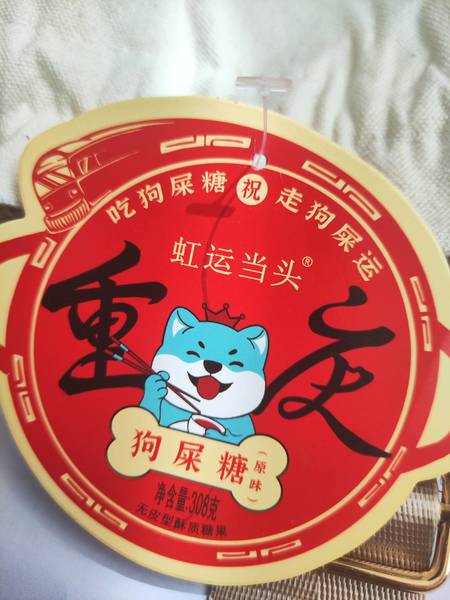 吃狗屎糖 祝 走狗屎运
虹运当头®
重庆
狗屎糖（原味）
净含量:308克
无皮型酥质糖果